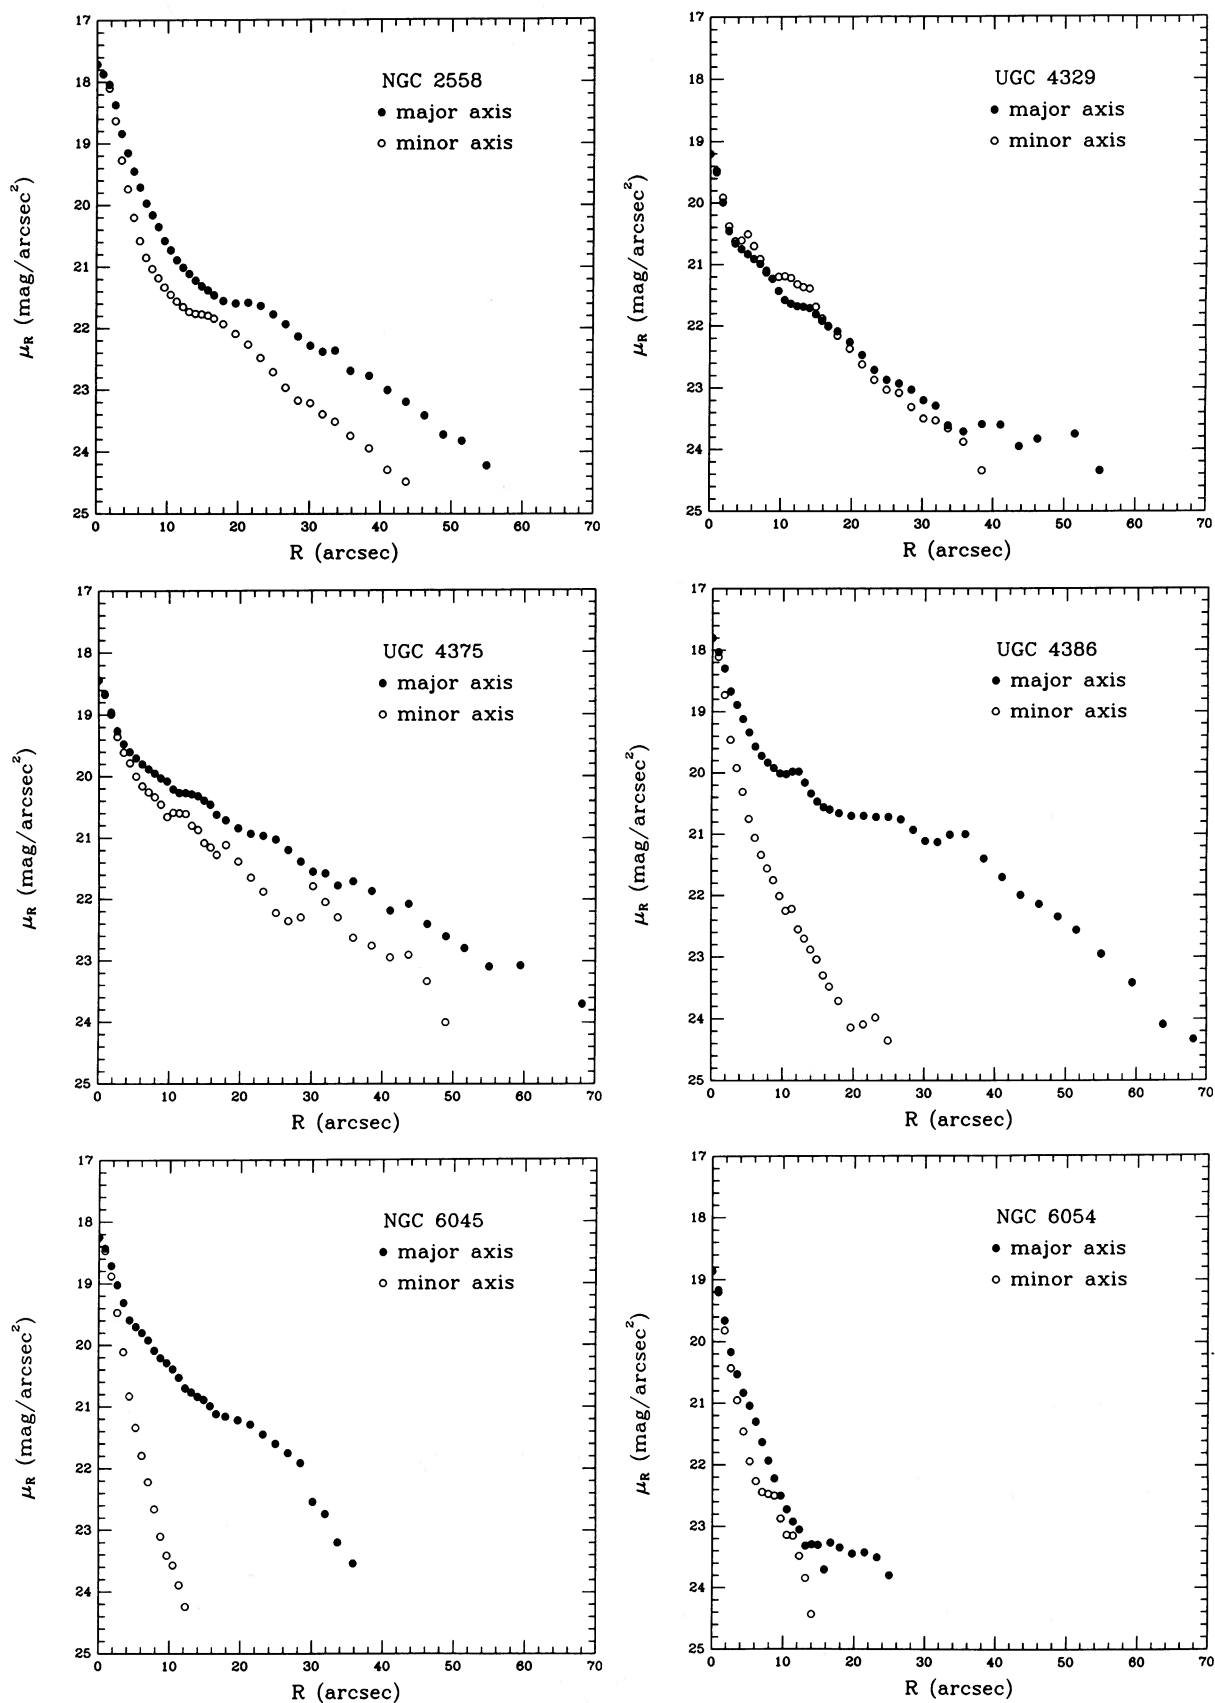 NGC 2558
● major axis
○ minor axis
μR (mag/arcsec2)
17
18
19
20
21
22
23
24
25
0 10 20 30 40 50 60 70
R (arcsec)
UGC 4329
● major axis
○ minor axis
μR (mag/arcsec2)
17
18
19
20
21
22
23
24
25
0 10 20 30 40 50 60 70
R (arcsec)
UGC 4375
● major axis
○ minor axis
μR (mag/arcsec2)
17
18
19
20
21
22
23
24
25
0 10 20 30 40 50 60 70
R (arcsec)
UGC 4386
● major axis
○ minor axis
μR (mag/arcsec2)
17
18
19
20
21
22
23
24
25
0 10 20 30 40 50 60 70
R (arcsec)
NGC 6045
● major axis
○ minor axis
μR (mag/arcsec2)
17
18
19
20
21
22
23
24
25
0 10 20 30 40 50 60 70
R (arcsec)
NGC 6054
● major axis
○ minor axis
μR (mag/arcsec2)
17
18
19
20
21
22
23
24
25
0 10 20 30 40 50 60 70
R (arcsec)